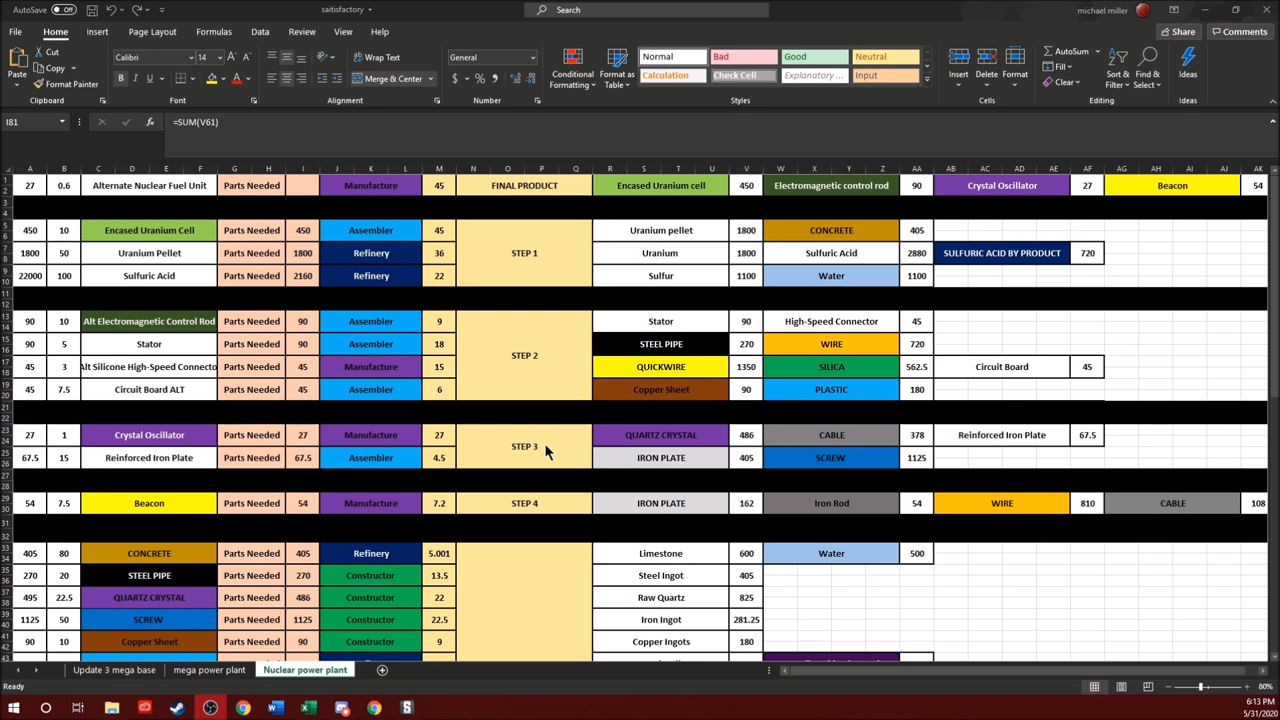 AutoSave Off saitisfactory Search michael miller
File Home Insert Page Layout Formulas Data Review View Help Share Comments
Cut Calibri 14 A A Wrap Text General Normal Bad Good Neutral AutoSum
Copy Fill
Paste Format Painter B I U A Merge & Center $ % Conditional Formatting Format as Table Calculation Check Cell Explanatory ... Input Insert Delete Format Clear Sort & Filter Find & Select Ideas
Clipboard Font Alignment Number Styles Cells Editing Ideas
I81 fx =SUM(V61)
A B C D E F G H I J K L M N O P Q R S T U V W X Y Z AA AB AC AD AE AF AG AH AI AJ AK
27 0.6 Alternate Nuclear Fuel Unit Parts Needed Manufacture 45 FINAL PRODUCT Encased Uranium cell 450 Electromagnetic control rod 90 Crystal Oscillator 27 Beacon 54
450 10 Encased Uranium Cell Parts Needed 450 Assembler 45 Uranium pellet 1800 CONCRETE 405
1800 50 Uranium Pellet Parts Needed 1800 Refinery 36 STEP 1 Uranium 1800 Sulfuric Acid 2880 SULFURIC ACID BY PRODUCT 720
22000 100 Sulfuric Acid Parts Needed 2160 Refinery 22 Sulfur 1100 Water 1100
90 10 Alt Electromagnetic Control Rod Parts Needed 90 Assembler 9 Stator 90 High-Speed Connector 45
90 5 Stator Parts Needed 90 Assembler 18 STEP 2 STEEL PIPE 270 WIRE 720
45 3 Alt Silicone High-Speed Connecto Parts Needed 45 Manufacture 15 QUICKWIRE 1350 SILICA 562.5 Circuit Board 45
45 7.5 Circuit Board ALT Parts Needed 45 Assembler 6 Copper Sheet 90 PLASTIC 180
27 1 Crystal Oscillator Parts Needed 27 Manufacture 27 STEP 3 QUARTZ CRYSTAL 486 CABLE 378 Reinforced Iron Plate 67.5
67.5 15 Reinforced Iron Plate Parts Needed 67.5 Assembler 4.5 IRON PLATE 405 SCREW 1125
54 7.5 Beacon Parts Needed 54 Manufacture 7.2 STEP 4 IRON PLATE 162 Iron Rod 54 WIRE 810 CABLE 108
405 80 CONCRETE Parts Needed 405 Refinery 5.001 Limestone 600 Water 500
270 20 STEEL PIPE Parts Needed 270 Constructor 13.5 Steel Ingot 405
495 22.5 QUARTZ CRYSTAL Parts Needed 486 Constructor 22 Raw Quartz 825
1125 50 SCREW Parts Needed 1125 Constructor 22.5 Iron Ingot 281.25
90 10 Copper Sheet Parts Needed 90 Constructor 9 Copper Ingots 180
Update 3 mega base mega power plant Nuclear power plant
Ready 80%
6:13 PM
5/31/2020